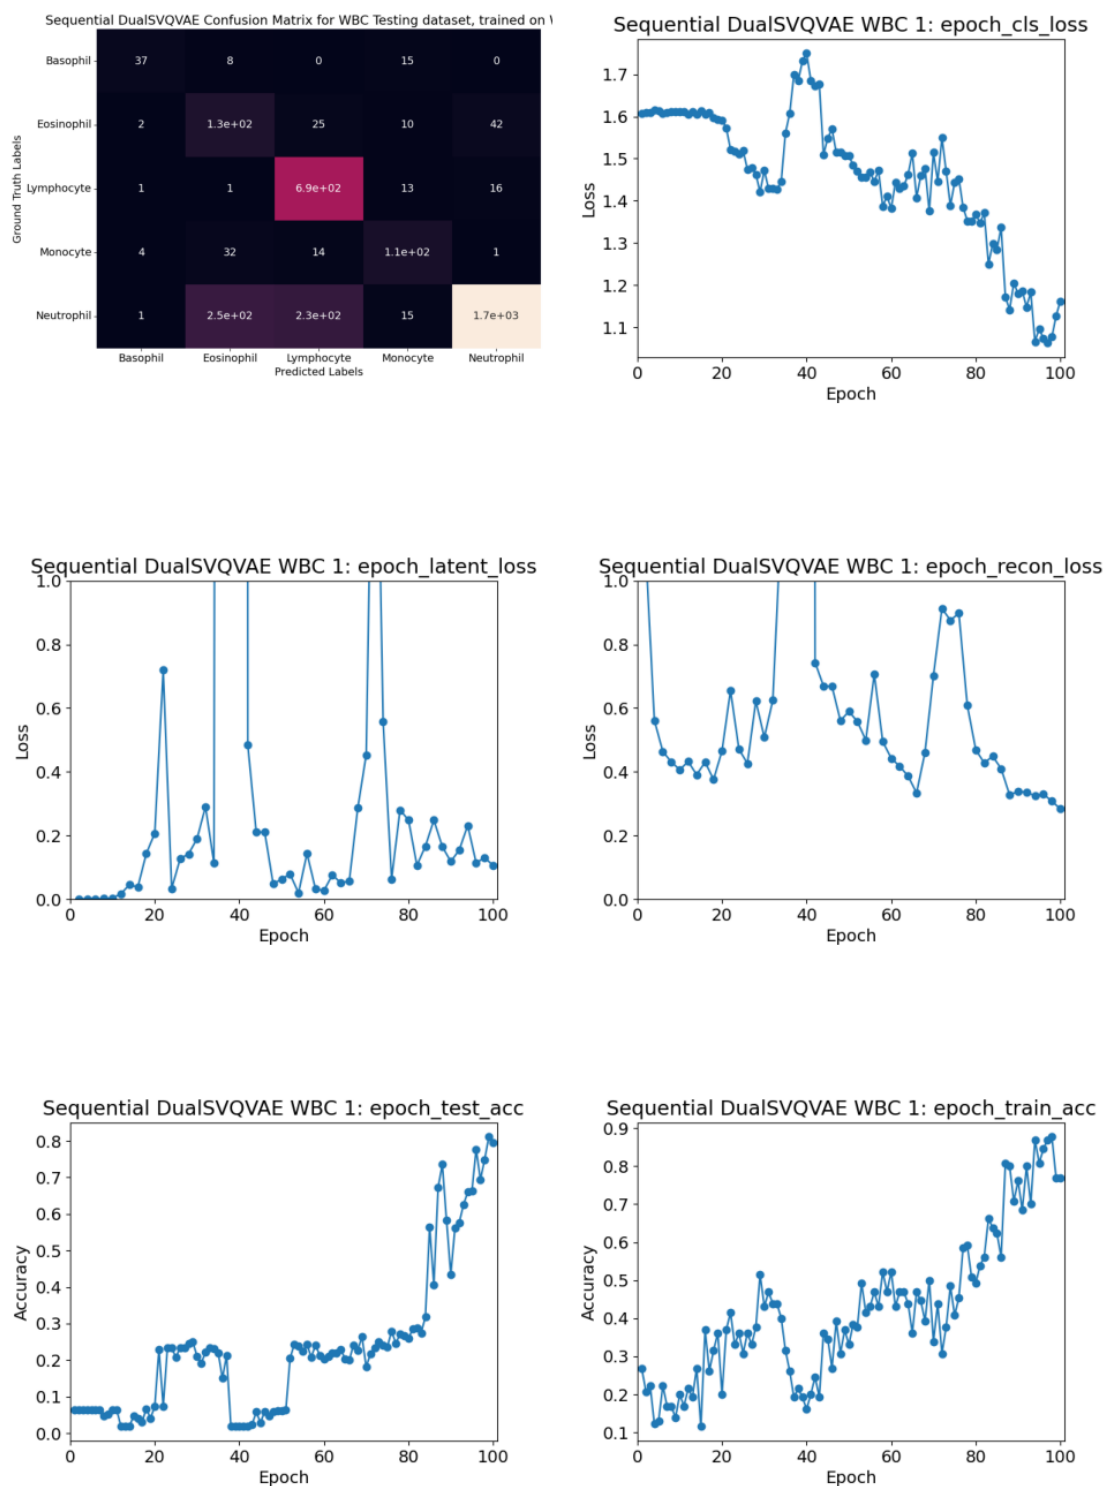 Sequential DualSVQVAE Confusion Matrix for WBC Testing dataset, trained on
Ground Truth Labels
Basophil 37 8 0 15 0
Eosinophil 2 1.3e+02 25 10 42
Lymphocyte 1 1 6.9e+02 13 16
Monocyte 4 32 14 1.1e+02 1
Neutrophil 1 2.5e+02 2.3e+02 15 1.7e+03
Basophil Eosinophil Lymphocyte Monocyte Neutrophil
Predicted Labels
Sequential DualSVQVAE WBC 1: epoch_cls_loss
Loss
1.7
1.6
1.5
1.4
1.3
1.2
1.1
0 20 40 60 80 100
Epoch
Sequential DualSVQVAE WBC 1: epoch_latent_loss
Loss
1.0
0.8
0.6
0.4
0.2
0.0
0 20 40 60 80 100
Epoch
Sequential DualSVQVAE WBC 1: epoch_recon_loss
Loss
1.0
0.8
0.6
0.4
0.2
0.0
0 20 40 60 80 100
Epoch
Sequential DualSVQVAE WBC 1: epoch_test_acc
Accuracy
0.8
0.7
0.6
0.5
0.4
0.3
0.2
0.1
0.0
0 20 40 60 80 100
Epoch
Sequential DualSVQVAE WBC 1: epoch_train_acc
Accuracy
0.9
0.8
0.7
0.6
0.5
0.4
0.3
0.2
0.1
0 20 40 60 80 100
Epoch